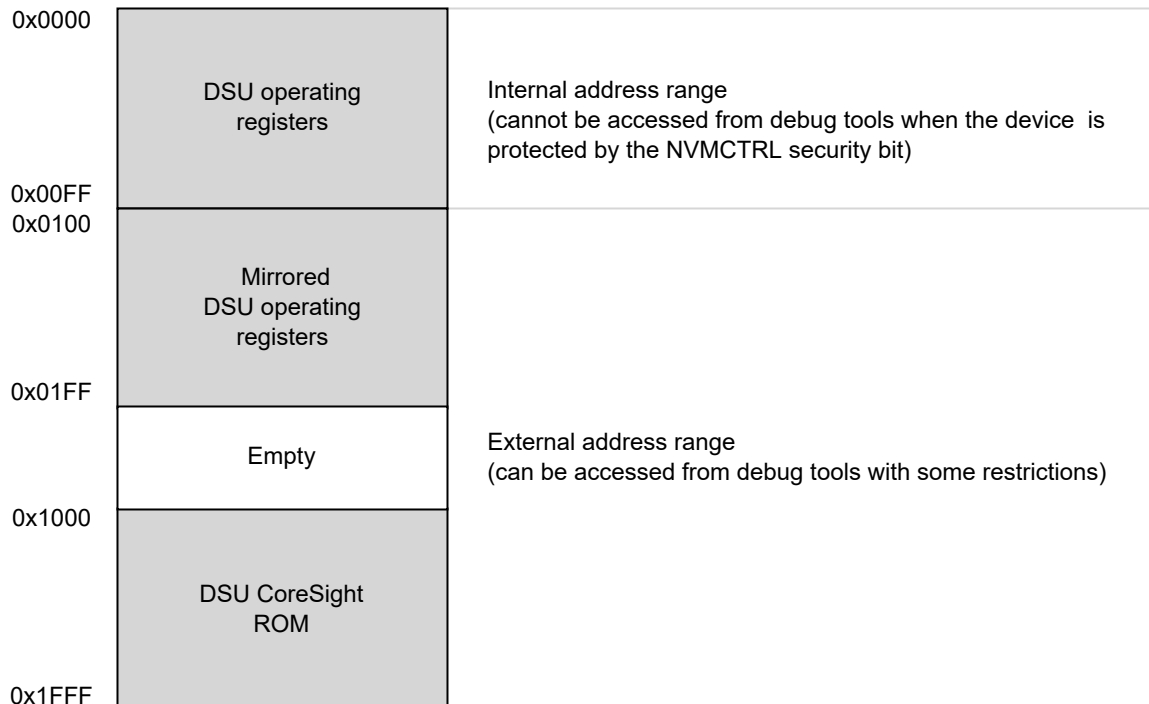 0x0000
DSU operating
registers
Internal address range
(cannot be accessed from debug tools when the device is
protected by the NVMCTRL security bit)
0x00FF
0x0100
Mirrored
DSU operating
registers
0x01FF
Empty
External address range
(can be accessed from debug tools with some restrictions)
0x1000
DSU CoreSight
ROM
0x1FFF